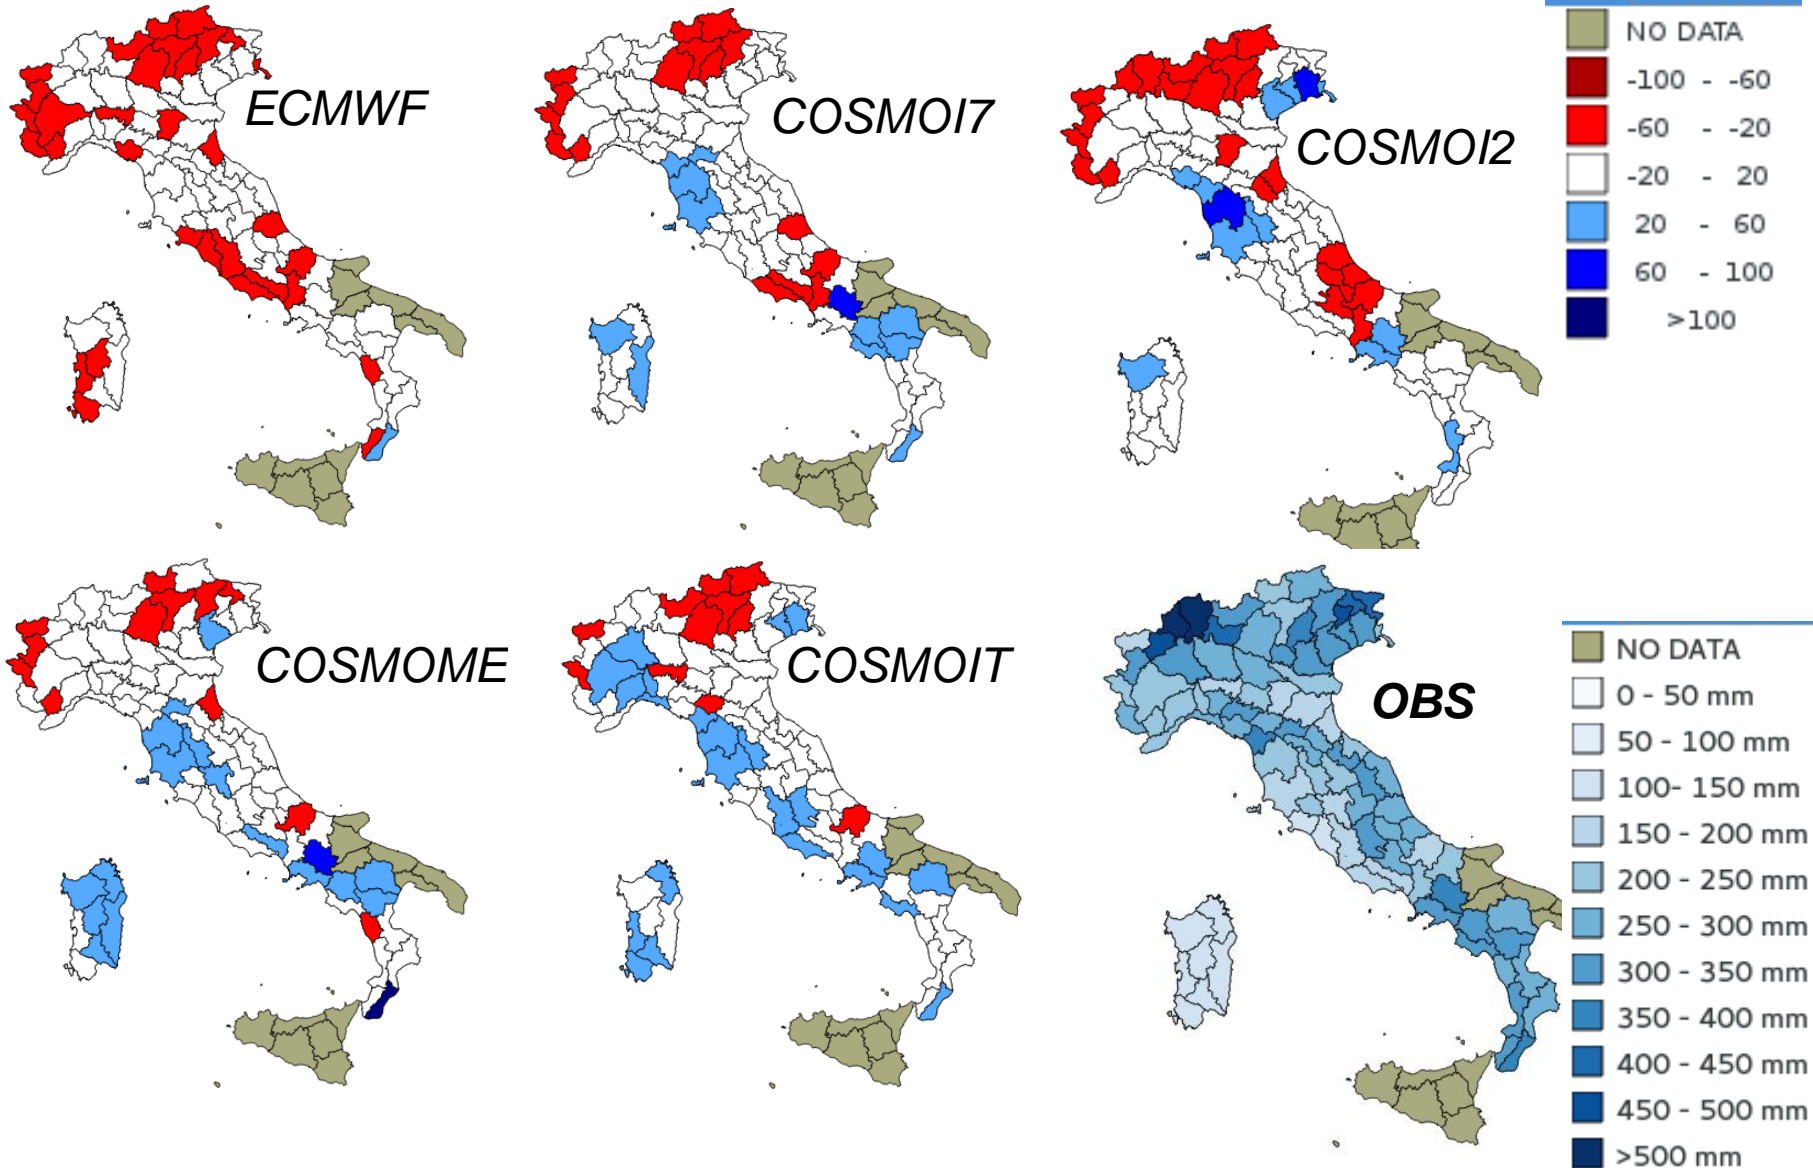 ECMWF
COSMOI7
COSMOI2
NO DATA
-100 - -60
-60 - -20
-20 - 20
20 - 60
60 - 100
>100
COSMOME
COSMOIT
OBS
NO DATA
0 - 50 mm
50 - 100 mm
100- 150 mm
150 - 200 mm
200 - 250 mm
250 - 300 mm
300 - 350 mm
350 - 400 mm
400 - 450 mm
450 - 500 mm
>500 mm